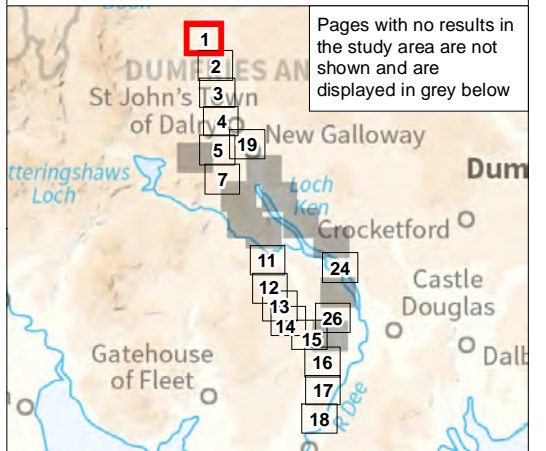 Pages with no results in
the study area are not
shown and are
displayed in grey below
1
2
DUMFRIES AN
3
St John's Town
of Dalry
4
5
19
New Galloway
7
Loch
Ken
tteringshaws
Loch
Dum
Crocketford
11
24
12
13
14
15
26
Castle
Douglas
16
Dalb
Gatehouse
of Fleet
17
18
R Dee